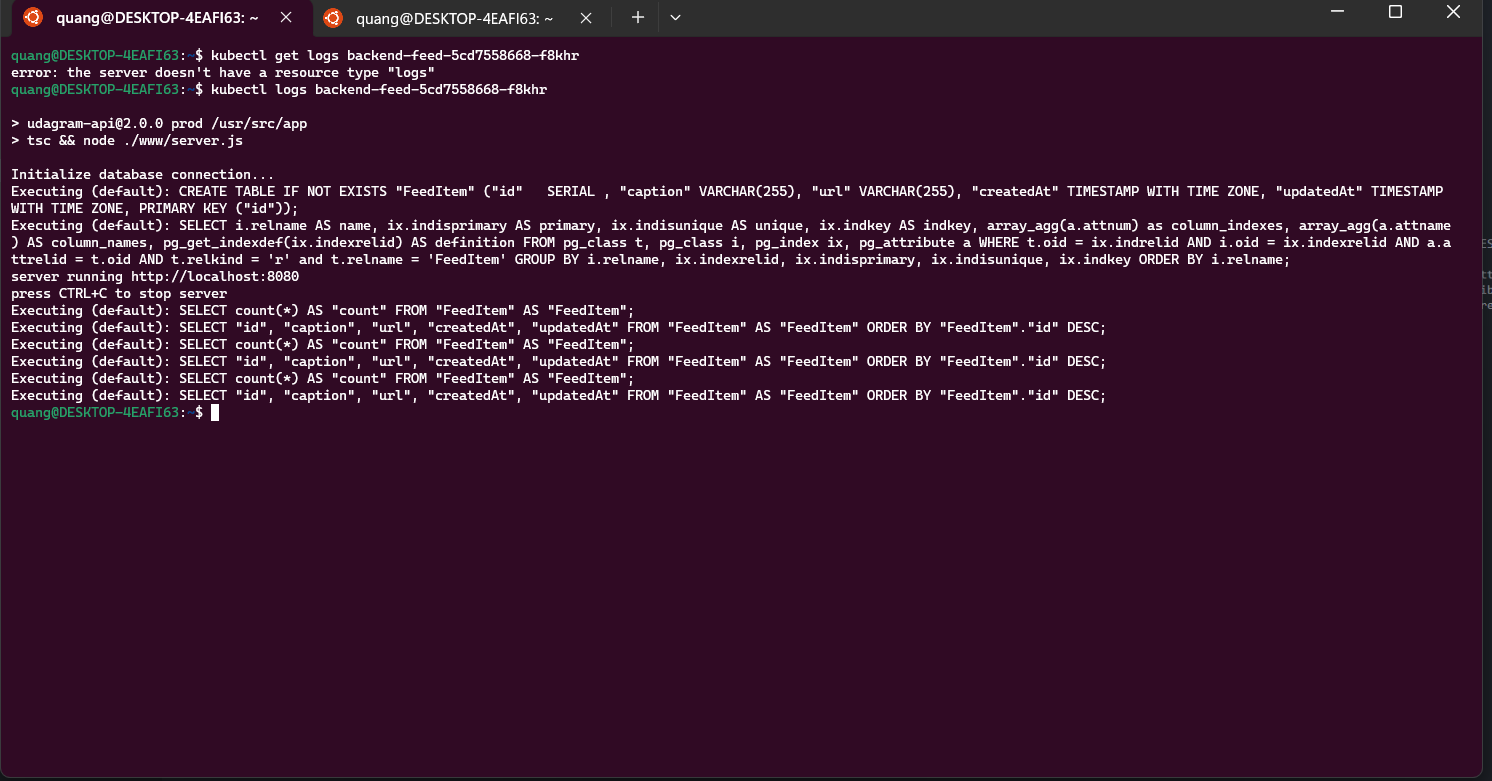 quang@DESKTOP-4EAFI63: ~
quang@DESKTOP-4EAFI63: ~
quang@DESKTOP-4EAFI63:~$ kubectl get logs backend-feed-5cd7558668-f8khr
error: the server doesn't have a resource type "logs"
quang@DESKTOP-4EAFI63:~$ kubectl logs backend-feed-5cd7558668-f8khr
> udagram-api@2.0.0 prod /usr/src/app
> tsc && node ./www/server.js
Initialize database connection...
Executing (default): CREATE TABLE IF NOT EXISTS "FeedItem" ("id"   SERIAL , "caption" VARCHAR(255), "url" VARCHAR(255), "createdAt" TIMESTAMP WITH TIME ZONE, "updatedAt" TIMESTAMP
WITH TIME ZONE, PRIMARY KEY ("id"));
Executing (default): SELECT i.relname AS name, ix.indisprimary AS primary, ix.indisunique AS unique, ix.indkey AS indkey, array_agg(a.attnum) as column_indexes, array_agg(a.attname
) AS column_names, pg_get_indexdef(ix.indexrelid) AS definition FROM pg_class t, pg_class i, pg_index ix, pg_attribute a WHERE t.oid = ix.indrelid AND i.oid = ix.indexrelid AND a.a
ttrelid = t.oid AND t.relkind = 'r' and t.relname = 'FeedItem' GROUP BY i.relname, ix.indexrelid, ix.indisprimary, ix.indisunique, ix.indkey ORDER BY i.relname;
server running http://localhost:8080
press CTRL+C to stop server
Executing (default): SELECT count(*) AS "count" FROM "FeedItem" AS "FeedItem";
Executing (default): SELECT "id", "caption", "url", "createdAt", "updatedAt" FROM "FeedItem" AS "FeedItem" ORDER BY "FeedItem"."id" DESC;
Executing (default): SELECT count(*) AS "count" FROM "FeedItem" AS "FeedItem";
Executing (default): SELECT "id", "caption", "url", "createdAt", "updatedAt" FROM "FeedItem" AS "FeedItem" ORDER BY "FeedItem"."id" DESC;
Executing (default): SELECT count(*) AS "count" FROM "FeedItem" AS "FeedItem";
Executing (default): SELECT "id", "caption", "url", "createdAt", "updatedAt" FROM "FeedItem" AS "FeedItem" ORDER BY "FeedItem"."id" DESC;
quang@DESKTOP-4EAFI63:~$